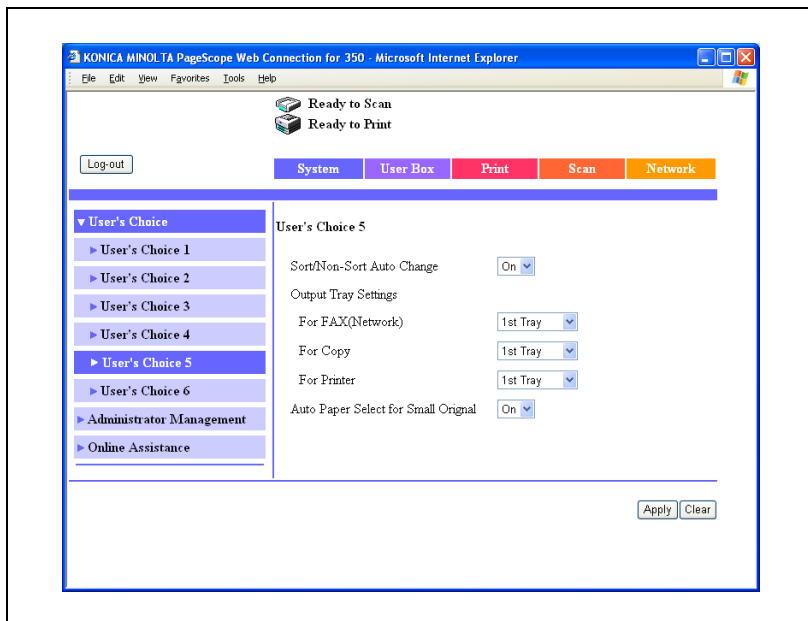 KONICA MINOLTA PageScope Web Connection for 350 - Microsoft Internet Explorer
File Edit View Favorites Tools Help
Ready to Scan
Ready to Print
Log-out
System User Box Print Scan Network
User's Choice
User's Choice 1
User's Choice 2
User's Choice 3
User's Choice 4
User's Choice 5
User's Choice 6
Administrator Management
Online Assistance
User's Choice 5
Sort/Non-Sort Auto Change On
Output Tray Settings
For FAX(Network) 1st Tray
For Copy 1st Tray
For Printer 1st Tray
Auto Paper Select for Small Orignal On
Apply Clear